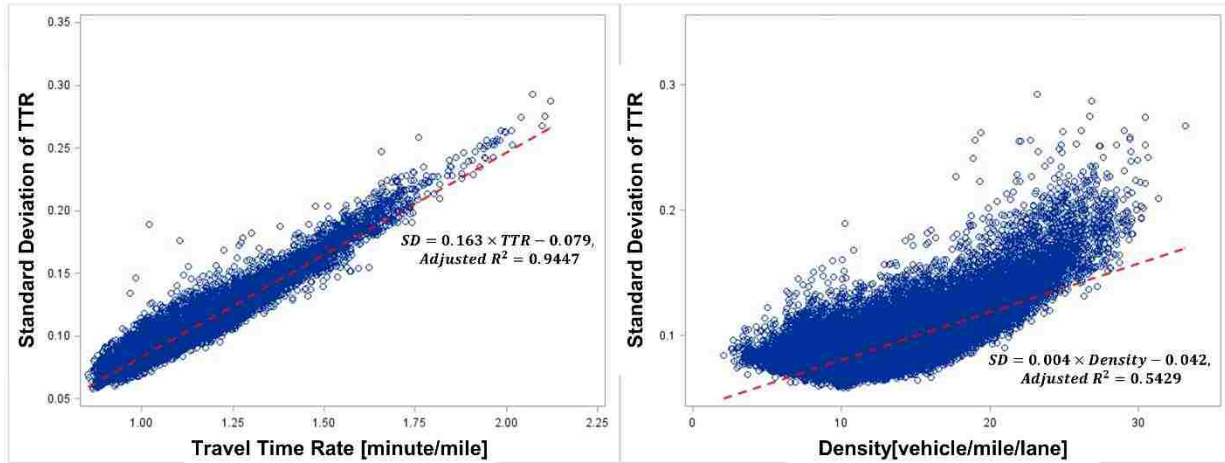 Standard Deviation of TTR
0.35
0.30
0.25
0.20
0.15
0.10
0.05
SD = 0.163 × TTR − 0.079,
Adjusted R² = 0.9447
1.00
1.25
1.50
1.75
2.00
2.25
Travel Time Rate [minute/mile]
Standard Deviation of TTR
0.3
0.2
0.1
SD = 0.004 × Density − 0.042,
Adjusted R² = 0.5429
0
10
20
30
Density[vehicle/mile/lane]